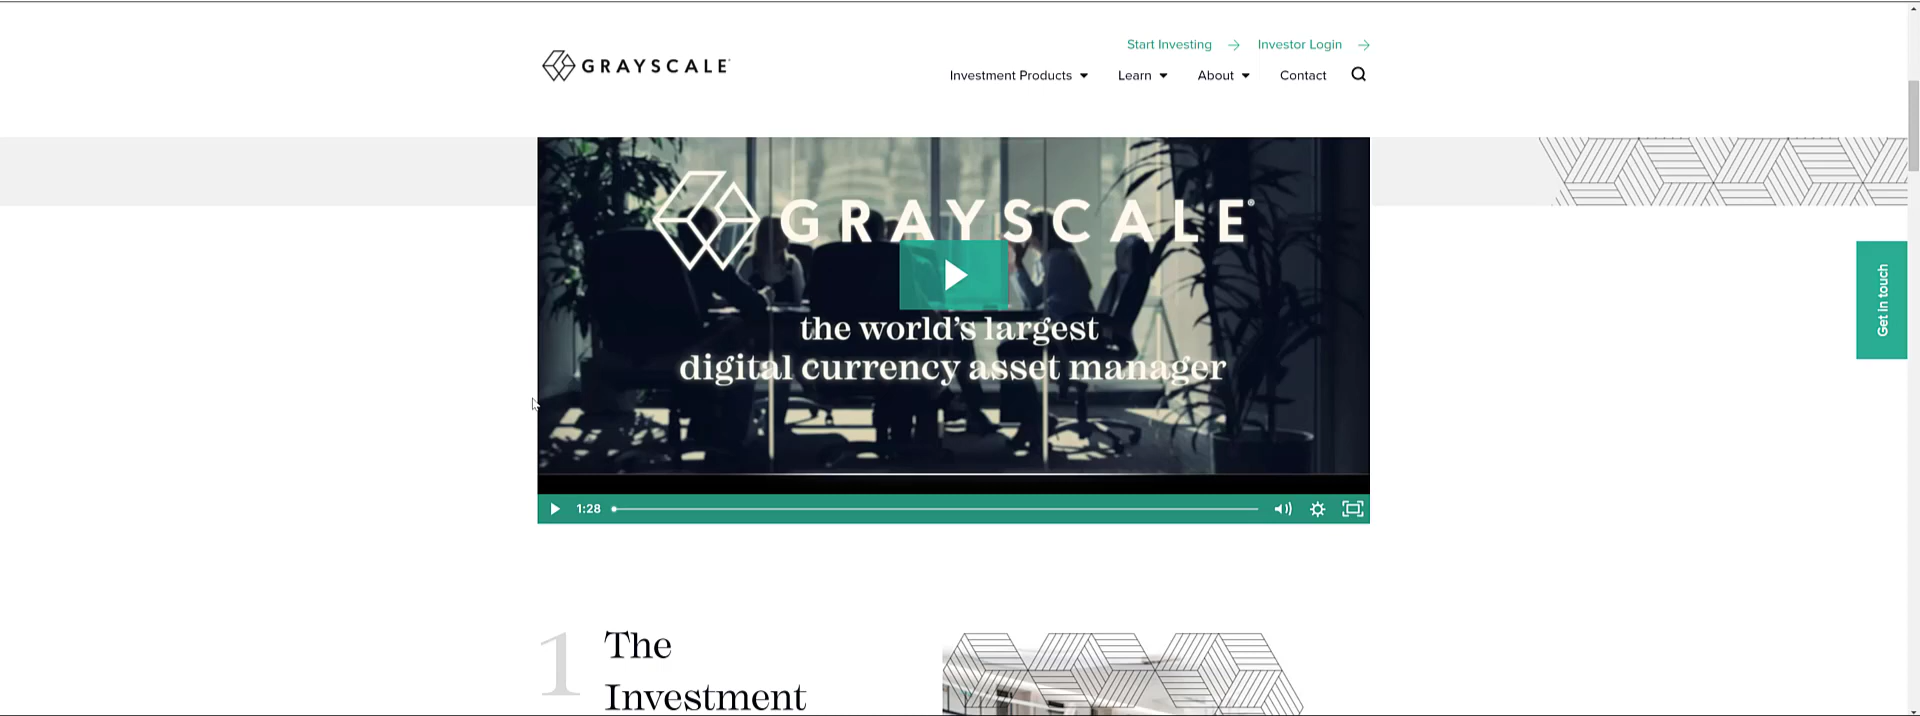 Start Investing
Investor Login
GRAYSCALE
Investment Products
Learn
About
Contact
GRAYSCALE®
the world's largest
digital currency asset manager
Get in touch
1:28
1
The
Investment